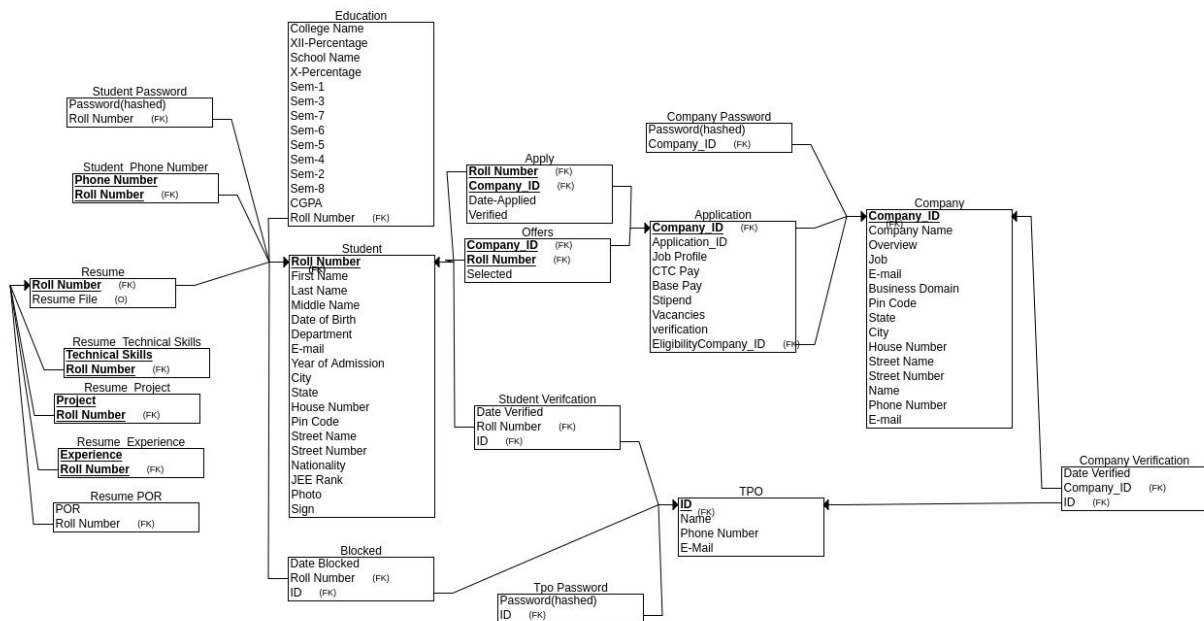 Education
College Name
XII-Percentage
School Name
X-Percentage
Sem-1
Sem-3
Sem-7
Sem-6
Sem-5
Sem-4
Sem-2
Sem-8
CGPA
Roll Number (FK)
Student Password
Password(hashed)
Roll Number (FK)
Student_Phone Number
Phone Number
Roll Number (FK)
Resume
Roll Number (FK)
Resume File (O)
Resume_Technical Skills
Technical Skills
Roll Number (FK)
Resume_Project
Project
Roll Number (FK)
Resume_Experience
Experience
Roll Number (FK)
Resume POR
POR
Roll Number (FK)
Student
Roll Number
(FK)
First Name
Last Name
Middle Name
Date of Birth
Department
E-mail
Year of Admission
City
State
House Number
Pin Code
Street Name
Street Number
Nationality
JEE Rank
Photo
Sign
Blocked
Date Blocked
Roll Number (FK)
ID (FK)
Apply
Roll Number (FK)
Company_ID (FK)
Date-Applied
Verified
Offers
Company_ID (FK)
Roll Number (FK)
Selected
Student Verifcation
Date Verified
Roll Number (FK)
ID (FK)
Tpo Password
Password(hashed)
ID (FK)
Company Password
Password(hashed)
Company_ID (FK)
Application
Company_ID (FK)
Application_ID
Job Profile
CTC Pay
Base Pay
Stipend
Vacancies
verification
EligibilityCompany_ID (FK)
TPO
ID
(FK)
Name
Phone Number
E-Mail
Company
Company_ID
(FK)
Company Name
Overview
Job
E-mail
Business Domain
Pin Code
State
City
House Number
Street Name
Street Number
Name
Phone Number
E-mail
Company Verification
Date Verified
Company_ID (FK)
ID (FK)